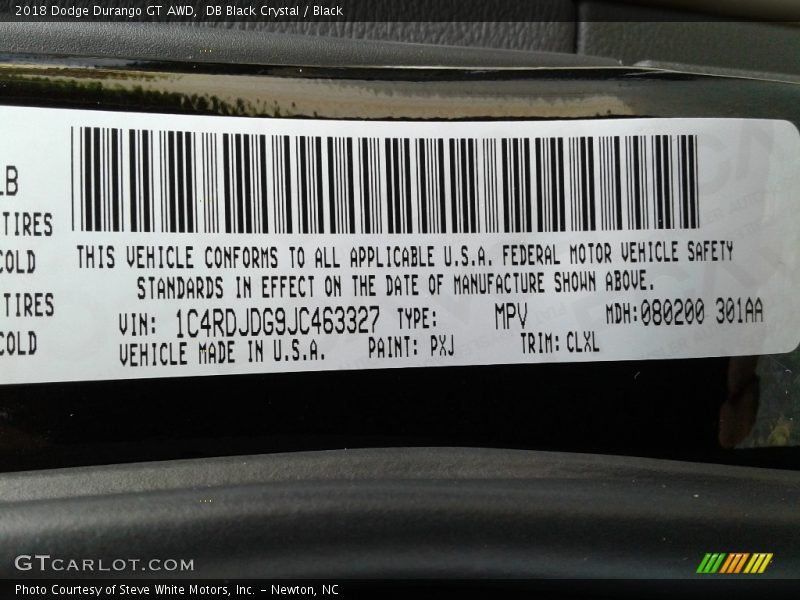 2018 Dodge Durango GT AWD, DB Black Crystal / Black
LB
TIRES
COLD
TIRES
COLD
THIS VEHICLE CONFORMS TO ALL APPLICABLE U.S.A. FEDERAL MOTOR VEHICLE SAFETY
STANDARDS IN EFFECT ON THE DATE OF MANUFACTURE SHOWN ABOVE.
VIN: 1C4RDJDG9JC463327 TYPE: MPV MDH:080200 301AA
VEHICLE MADE IN U.S.A. PAINT: PXJ TRIM: CLXL
GTCARLOT.COM
Photo Courtesy of Steve White Motors, Inc. – Newton, NC